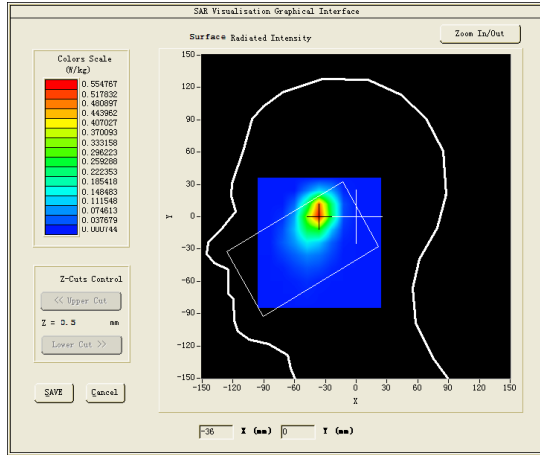 SAR Visualisation Graphical Interface
Surface Radiated Intensity
Zoom In/Out
Colors Scale
(W/kg)
0.554767
0.517832
0.480897
0.443962
0.407027
0.370093
0.333158
0.296223
0.259288
0.222353
0.185418
0.148483
0.111548
0.074613
0.037679
0.000744
150
120
90
60
30
0
-30
-60
-90
-120
-150
Y
-150 -120 -90 -60 -30 0 30 60 90 120 150
X
Z-Cuts Control
<< Upper Cut
Z = 3.5 mm
Lower Cut >>
SAVE Cancel
-36 X (mm) 0 Y (mm)